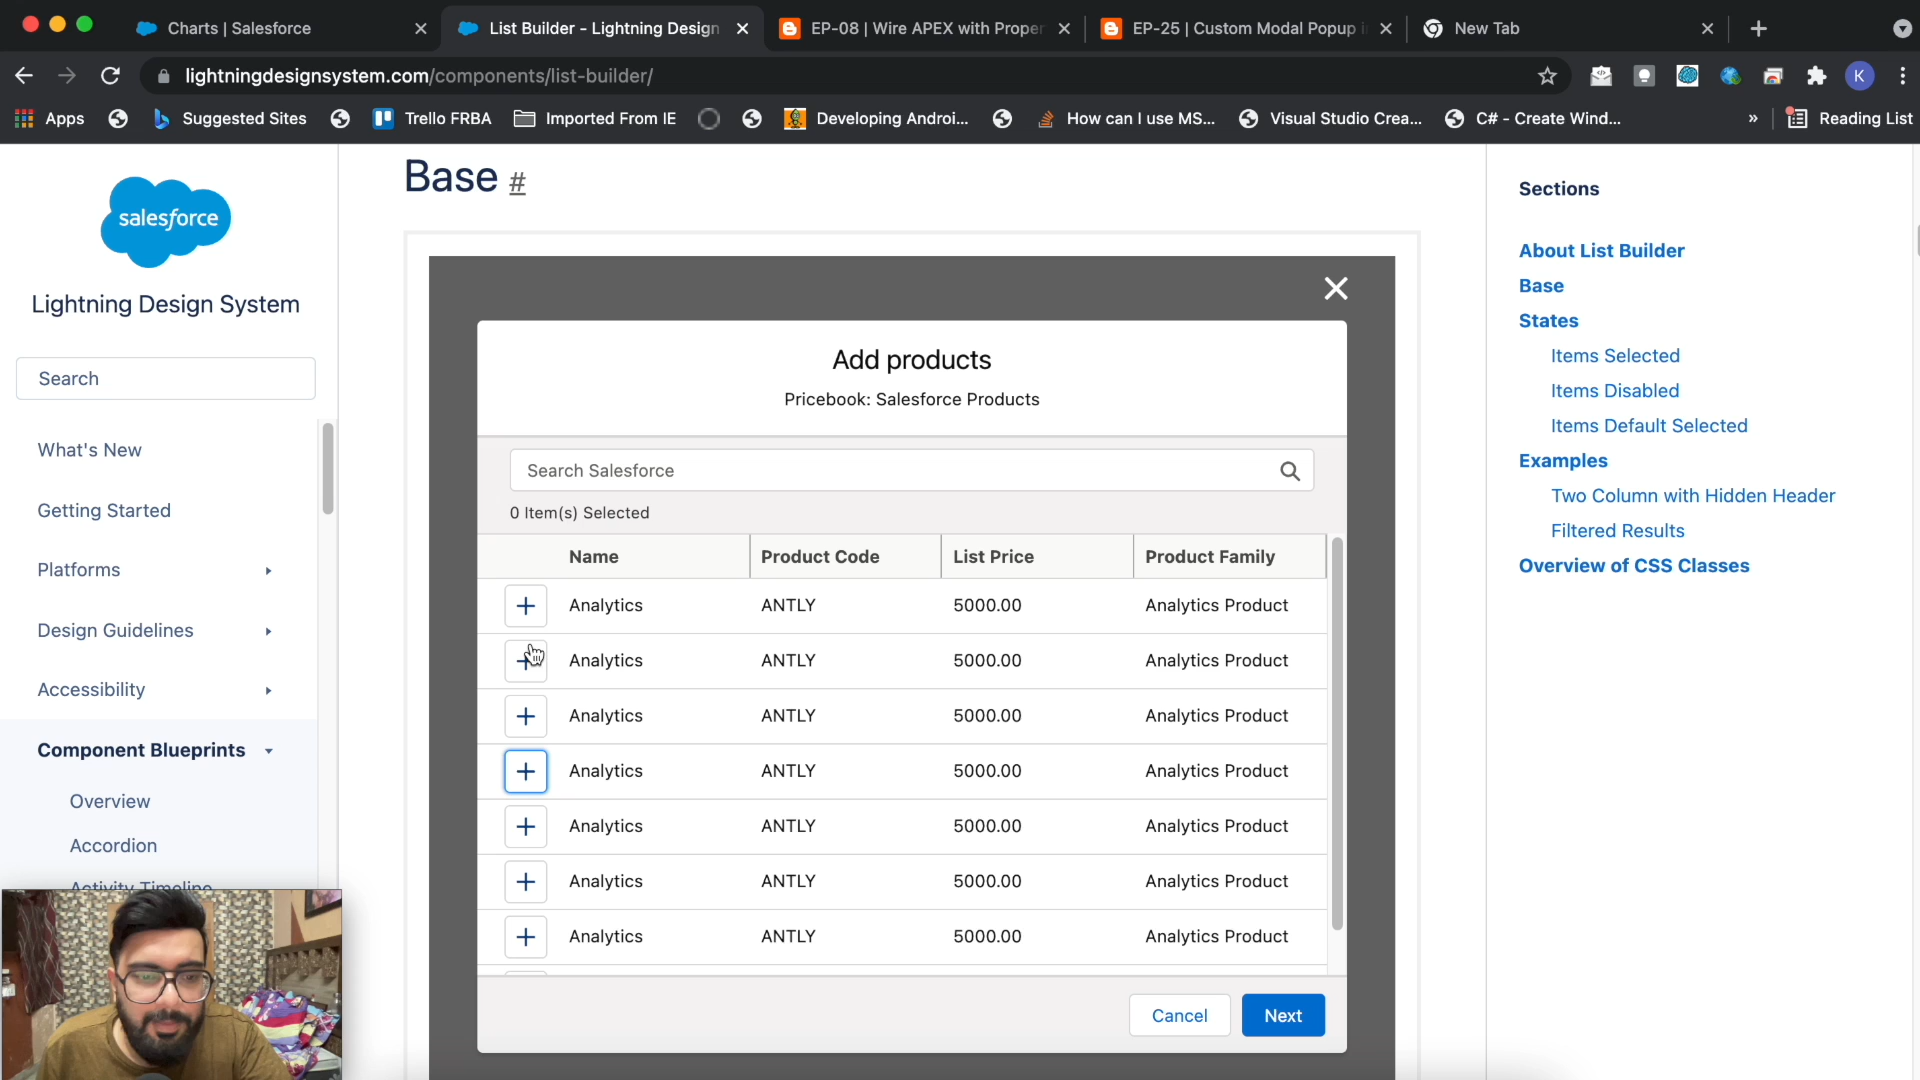 Charts | Salesforce
List Builder - Lightning Design
EP-08 | Wire APEX with Proper
EP-25 | Custom Modal Popup i
New Tab
lightningdesignsystem.com/components/list-builder/
K
Apps
Suggested Sites
Trello FRBA
Imported From IE
Developing Androi...
How can I use MS...
Visual Studio Crea...
C# - Create Wind...
»
Reading List
salesforce
Lightning Design System
Search
What's New
Getting Started
Platforms
Design Guidelines
Accessibility
Component Blueprints
Overview
Accordion
Activity Timeline
Base #
Add products
Pricebook: Salesforce Products
Search Salesforce
0 Item(s) Selected
Name Product Code List Price Product Family
Analytics ANTLY 5000.00 Analytics Product
Analytics ANTLY 5000.00 Analytics Product
Analytics ANTLY 5000.00 Analytics Product
Analytics ANTLY 5000.00 Analytics Product
Analytics ANTLY 5000.00 Analytics Product
Analytics ANTLY 5000.00 Analytics Product
Analytics ANTLY 5000.00 Analytics Product
Cancel
Next
Sections
About List Builder
Base
States
Items Selected
Items Disabled
Items Default Selected
Examples
Two Column with Hidden Header
Filtered Results
Overview of CSS Classes